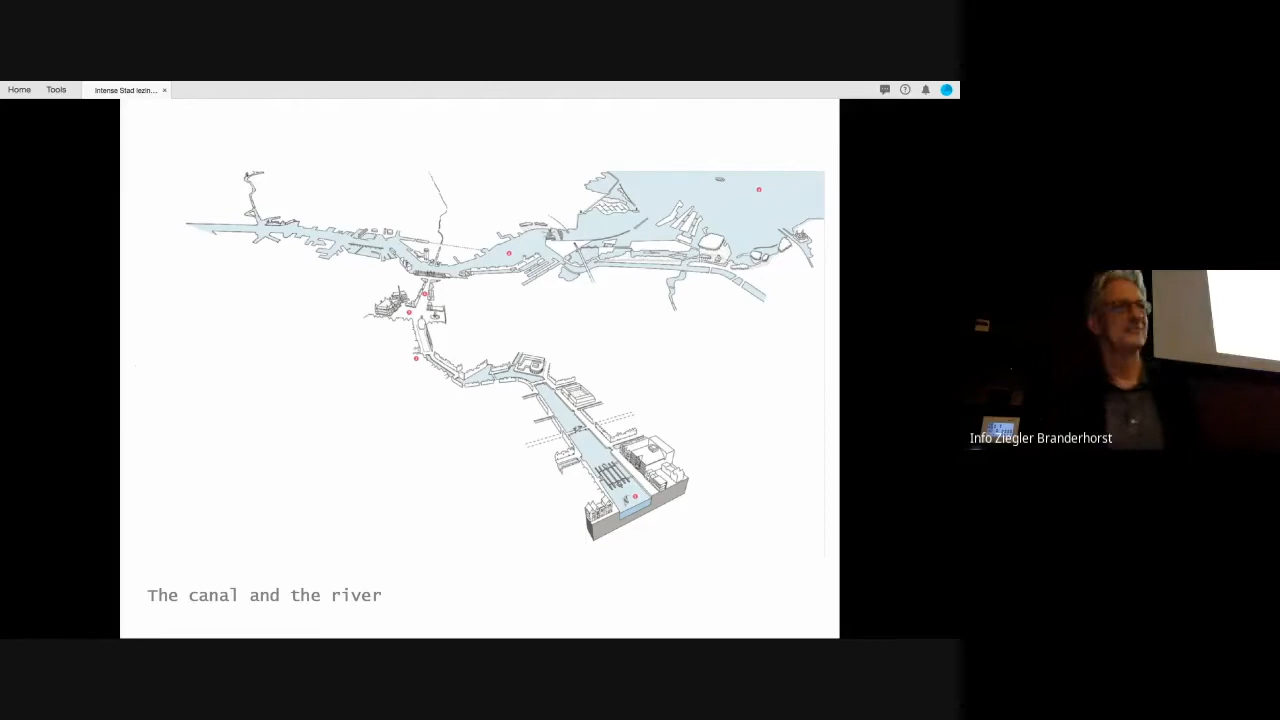 Home
Tools
Intense Stad lezin...
The canal and the river
Info Ziegler Branderhorst